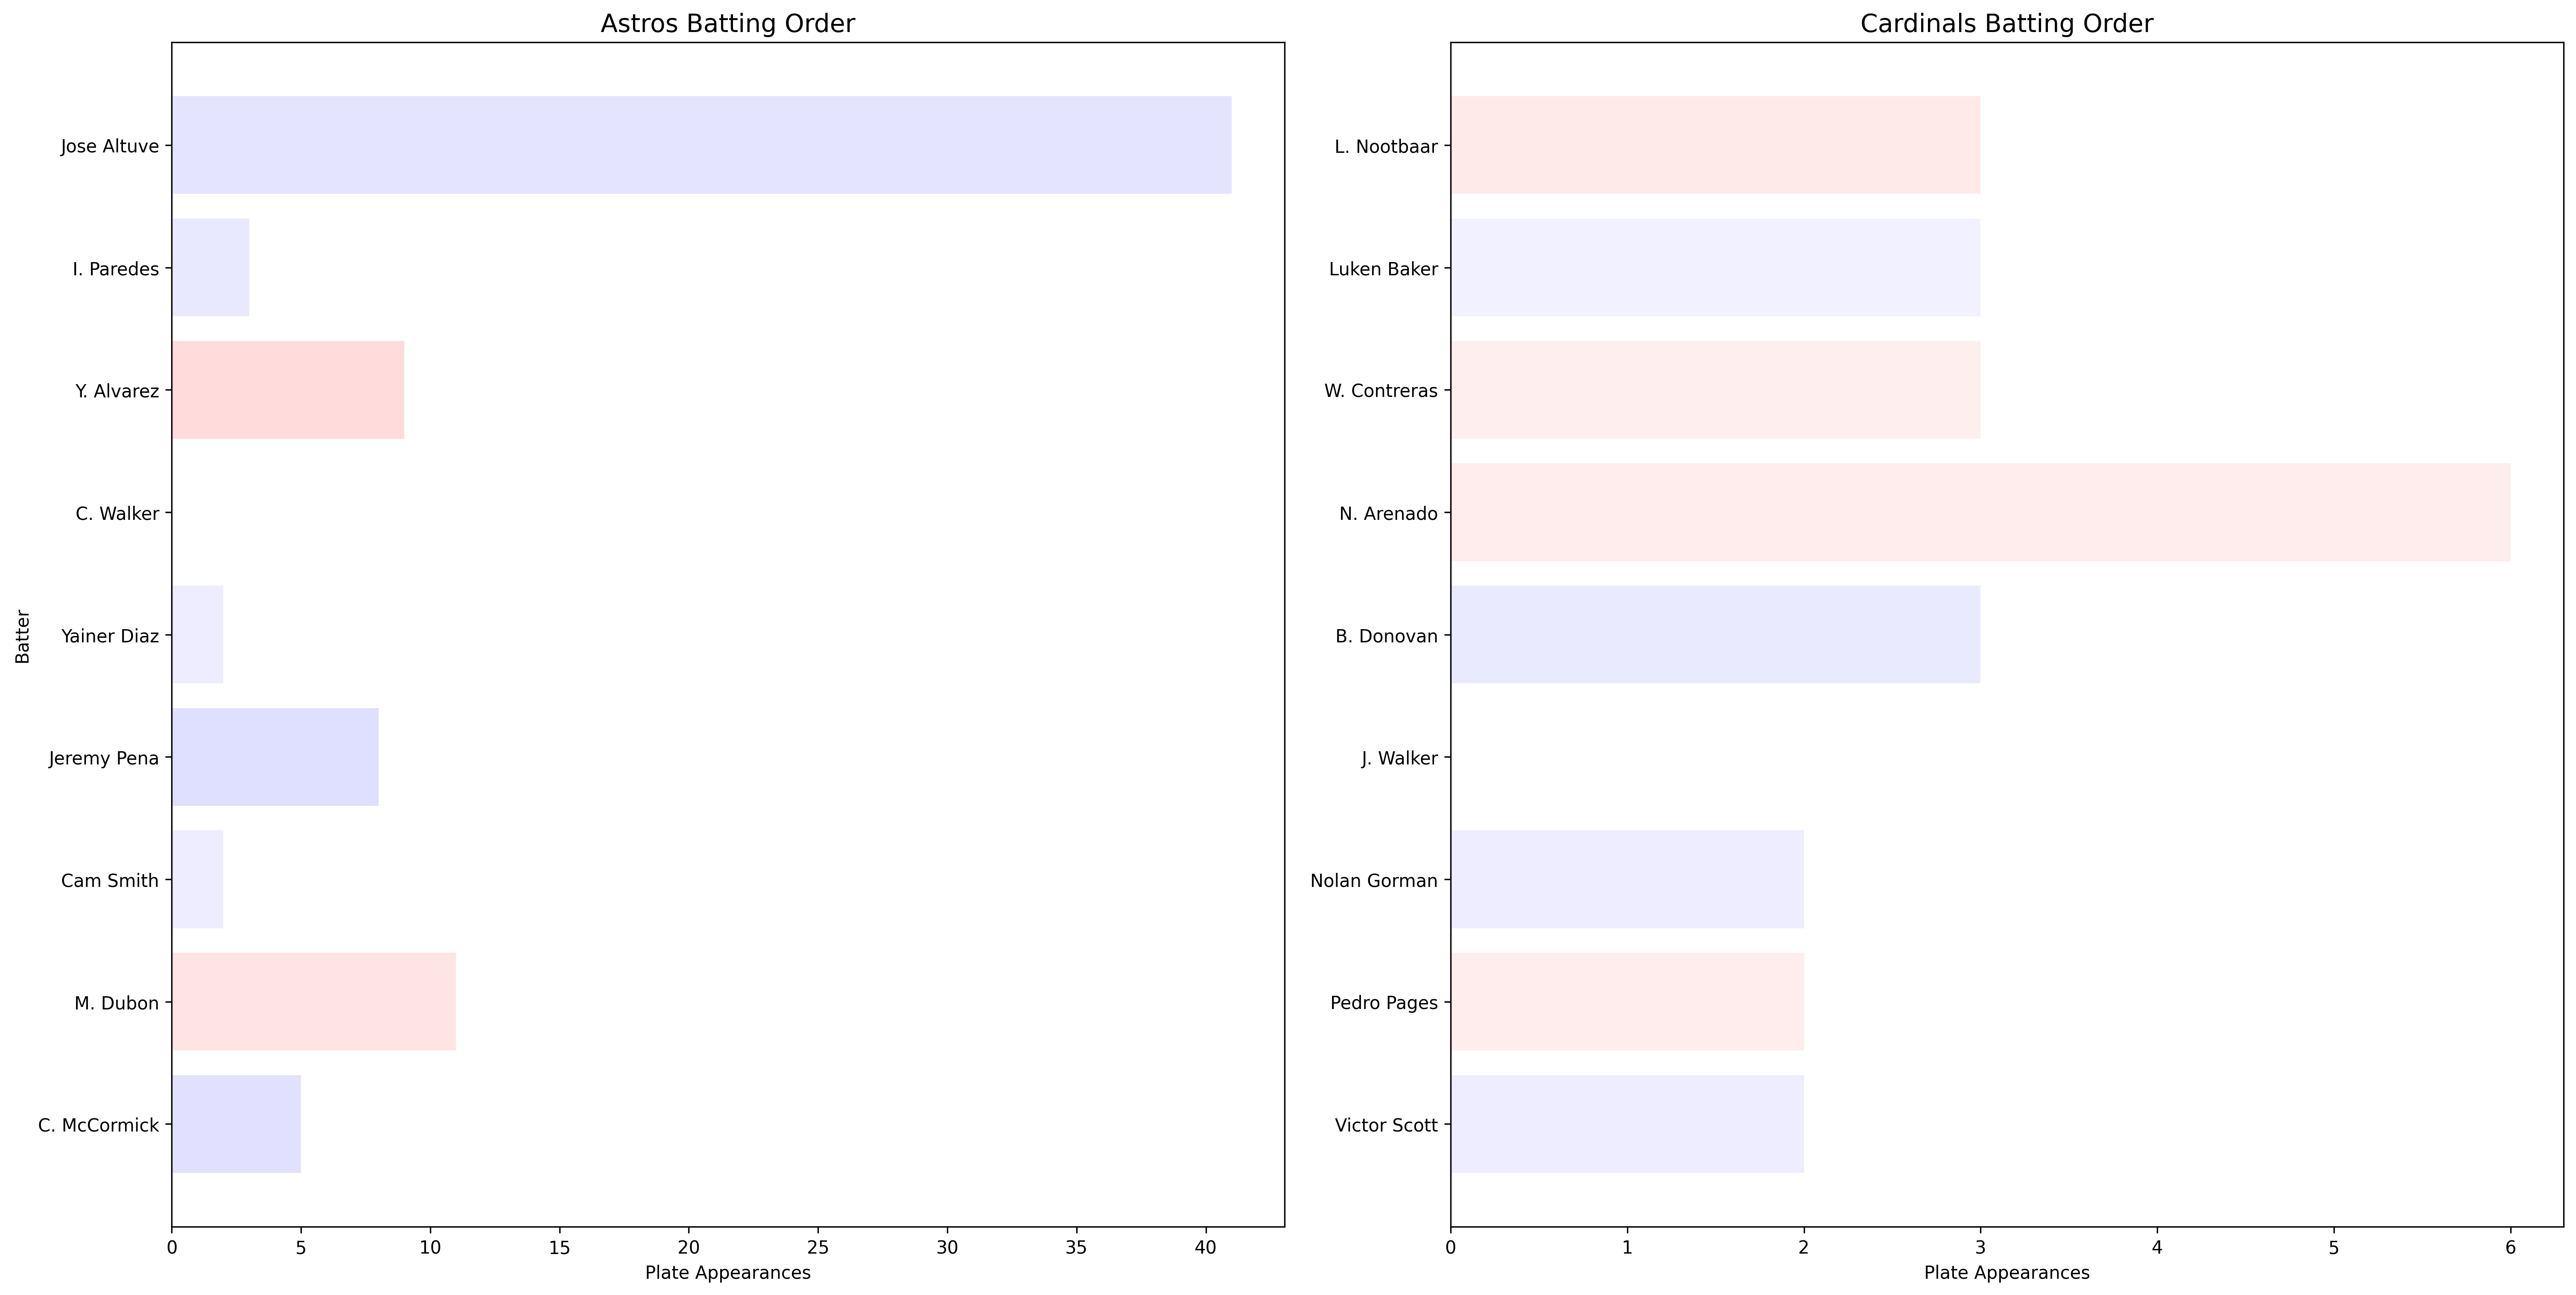 Astros Batting Order
Batter
Jose Altuve
I. Paredes
Y. Alvarez
C. Walker
Yainer Diaz
Jeremy Pena
Cam Smith
M. Dubon
C. McCormick
0 5 10 15 20 25 30 35 40
Plate Appearances
Cardinals Batting Order
L. Nootbaar
Luken Baker
W. Contreras
N. Arenado
B. Donovan
J. Walker
Nolan Gorman
Pedro Pages
Victor Scott
0 1 2 3 4 5 6
Plate Appearances